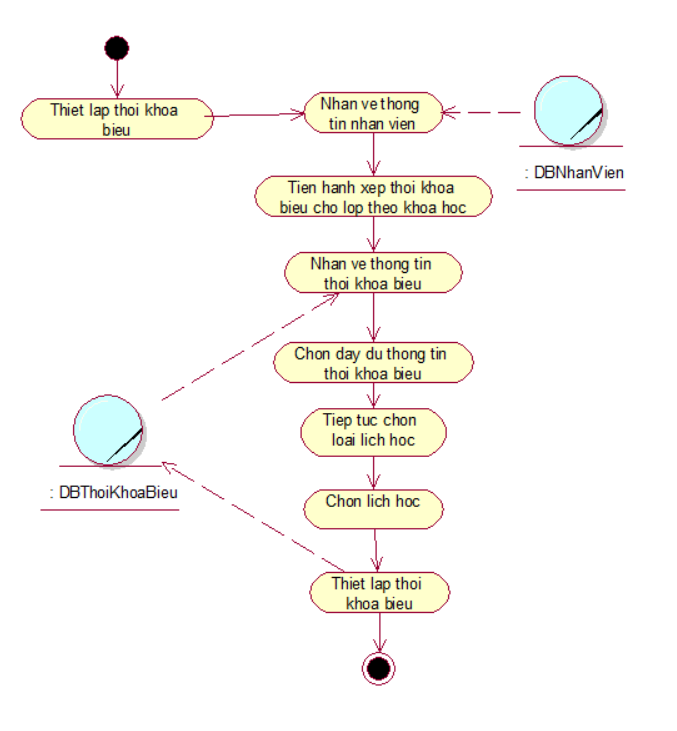 Thiet lap thoi khoa
bieu
Nhan ve thong
tin nhan vien
: DBNhanVien
Tien hanh xep thoi khoa
bieu cho lop theo khoa hoc
Nhan ve thong tin
thoi khoa bieu
Chon day du thong tin
thoi khoa bieu
Tiep tuc chon
loai lich hoc
: DBThoiKhoaBieu
Chon lich hoc
Thiet lap thoi
khoa bieu